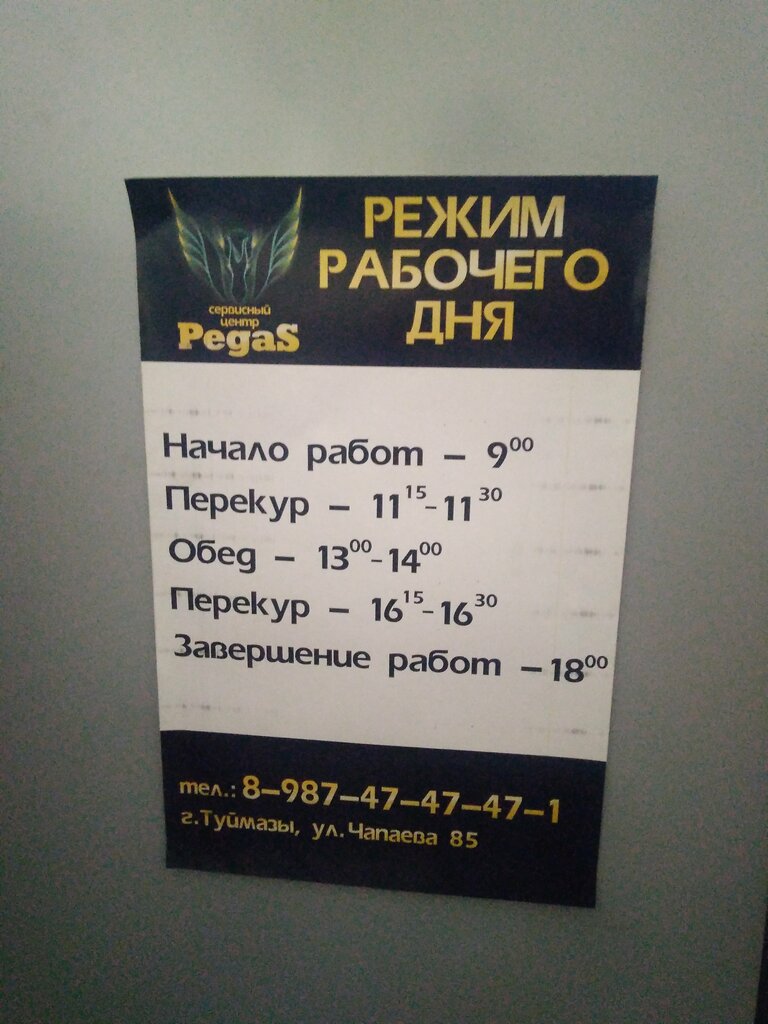 сервисный
центр
PegaS
РЕЖИМ
РАБОЧЕГО
ДНЯ
Начало работ – 9⁰⁰
Перекур – 11¹⁵-11³⁰
Обед – 13⁰⁰-14⁰⁰
Перекур – 16¹⁵-16³⁰
Завершение работ – 18⁰⁰
тел.: 8-987-47-47-47-1
г.Туймазы, ул.Чапаева 85